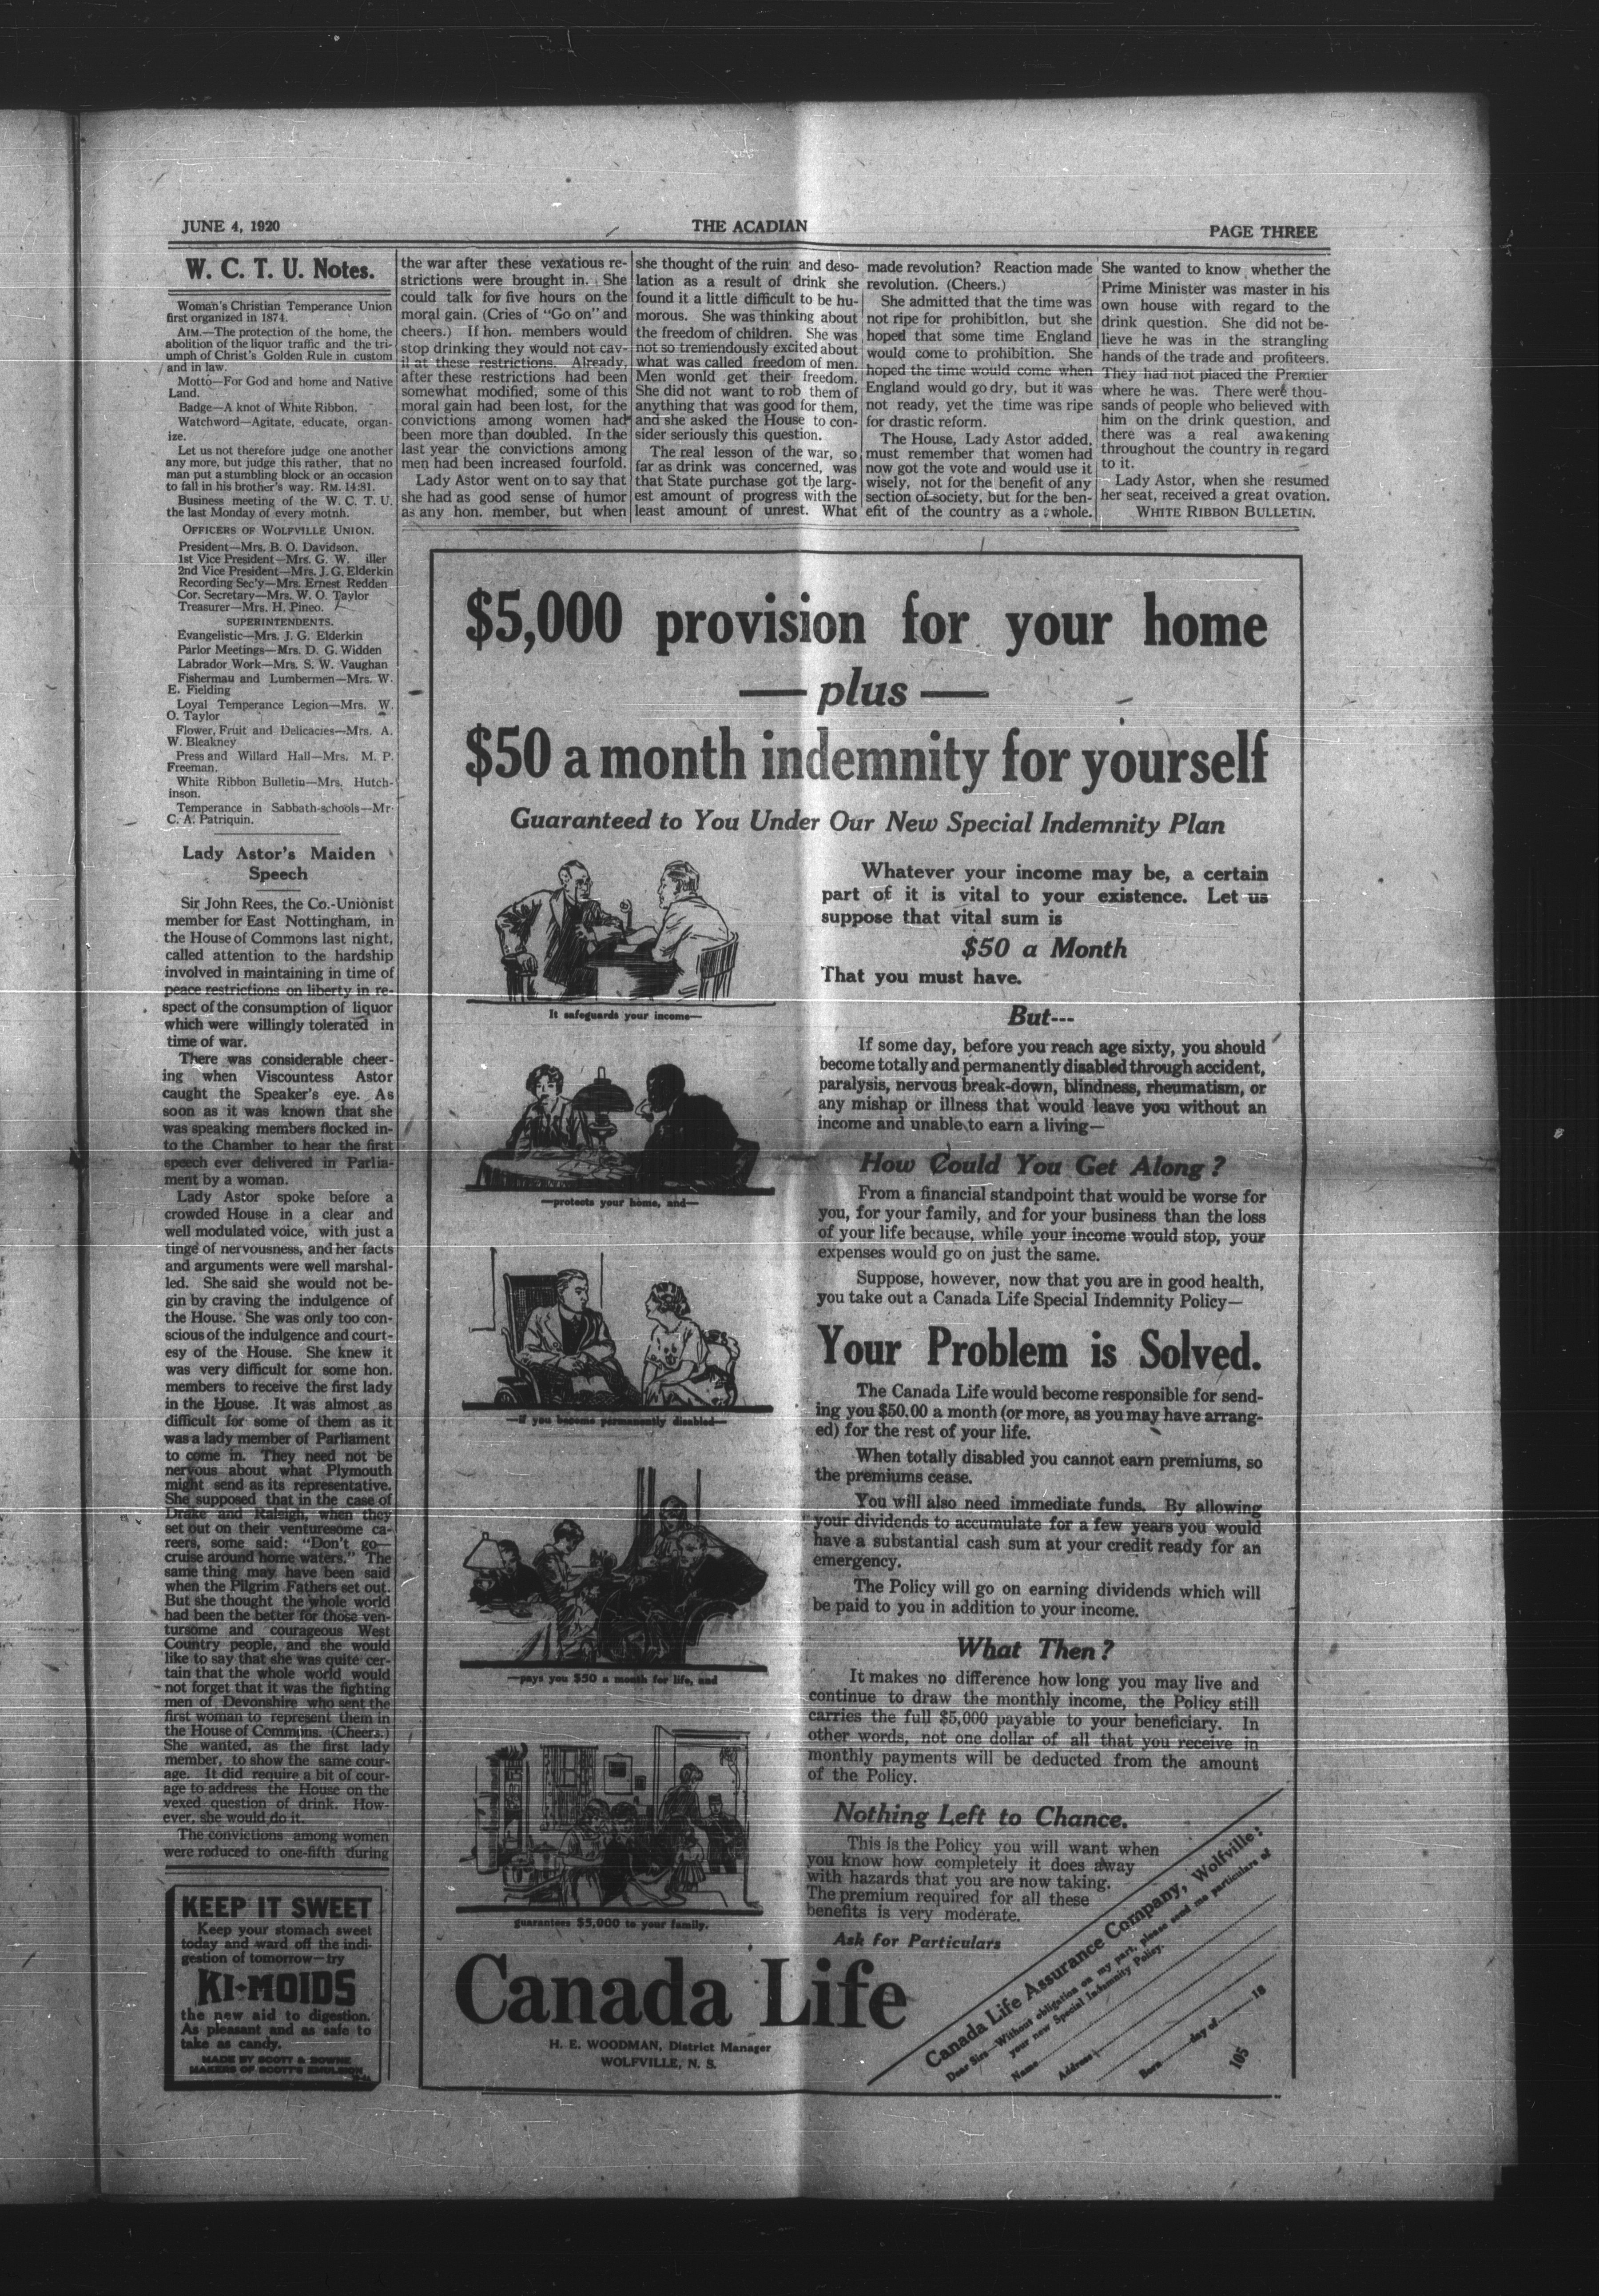 JUNE 4, 1920
THE ACADIAN
PAGE THREE
W. C. T. U. Notes.
Woman's Christian Temperance Union
first organized in 1874.
AIM.—The protection of the home, the
abolition of the liquor traffic and the tri-
umph of Christ's Golden Rule in custom
and in law.
Motto—For God and home and Native
Land.
Badge—A knot of White Ribbon.
Watchword—Agitate, educate, organ-
ize.
Let us not therefore judge one another
any more, but judge this rather, that no
man put a stumbling block or an occasion
to fall in his brother's way. RM. 14:31.
Business meeting of the W. C. T. U.
the last Monday of every motnh.
OFFICERS OF WOLFVILLE UNION.
President—Mrs. B. O. Davidson.
1st Vice President—Mrs. G. W. iller
2nd Vice President—Mrs. J. G. Elderkin
Recording Sec'y—Mrs. Ernest Redden
Cor. Secretary—Mrs. W. O. Taylor
Treasurer—Mrs. H. Pineo.
SUPERINTENDENTS.
Evangelistic—Mrs. J. G. Elderkin
Parlor Meetings—Mrs. D. G. Widden
Labrador Work—Mrs. S. W. Vaughan
Fishermau and Lumbermen—Mrs. W.
E. Fielding
Loyal Temperance Legion—Mrs. W.
O. Taylor
Flower, Fruit and Delicacies—Mrs. A.
W. Bleakney
Press and Willard Hall—Mrs. M. P.
Freeman.
White Ribbon Bulletin—Mrs. Hutch-
inson.
Temperance in Sabbath-schools—Mr
C. A. Patriquin.
Lady Astor's Maiden
Speech
Sir John Rees, the Co.-Unionist
member for East Nottingham, in
the House of Commons last night,
called attention to the hardship
involved in maintaining in time of
peace restrictions on liberty in re-
spect of the consumption of liquor
which were willingly tolerated in
time of war.
There was considerable cheer-
ing when Viscountess Astor
caught the Speaker's eye. As
soon as it was known that she
was speaking members flocked in-
to the Chamber to hear the first
speech ever delivered in Parlia-
ment by a woman.
Lady Astor spoke before a
crowded House in a clear and
well modulated voice, with just a
tinge of nervousness, and her facts
and arguments were well marshal-
led. She said she would not be-
gin by craving the indulgence of
the House. She was only too con-
scious of the indulgence and court-
esy of the House. She knew it
was very difficult for some hon.
members to receive the first lady
in the House. It was almost as
difficult for some of them as it
was a lady member of Parliament
to come in. They need not be
nervous about what Plymouth
might send as its representative.
She supposed that in the case of
Drake and Raleigh, when they
set out on their venturesome ca-
reers, some said: "Don't go—
cruise around home waters." The
same thing may have been said
when the Pilgrim Fathers set out.
But she thought the whole world
had been the better for those ven-
tursome and courageous West
Country people, and she would
like to say that she was quite cer-
tain that the whole world would
not forget that it was the fighting
men of Devonshire who sent the
first woman to represent them in
the House of Commons. (Cheers.)
She wanted, as the first lady
member, to show the same cour-
age. It did require a bit of cour-
age to address the House on the
vexed question of drink. How-
ever, she would do it.
The convictions among women
were reduced to one-fifth during
the war after these vexatious re-
strictions were brought in. She
could talk for five hours on the
moral gain. (Cries of "Go on" and
cheers.) If hon. members would
stop drinking they would not cav-
il at these restrictions. Already,
after these restrictions had been
somewhat modified, some of this
moral gain had been lost, for the
convictions among women had
been more than doubled. In the
last year the convictions among
men had been increased fourfold.
Lady Astor went on to say that
she had as good sense of humor
as any hon. member, but when
she thought of the ruin and deso-
lation as a result of drink she
found it a little difficult to be hu-
morous. She was thinking about
the freedom of children. She was
not so tremendously excited about
what was called freedom of men.
Men wonld get their freedom.
She did not want to rob them of
anything that was good for them,
and she asked the House to con-
sider seriously this question.
The real lesson of the war, so
far as drink was concerned, was
that State purchase got the larg-
est amount of progress with the
least amount of unrest. What
made revolution? Reaction made
revolution. (Cheers.)
She admitted that the time was
not ripe for prohibition, but she
hoped that some time England
would come to prohibition. She
hoped the time would come when
England would go dry, but it was
not ready, yet the time was ripe
for drastic reform.
The House, Lady Astor added,
must remember that women had
now got the vote and would use it
wisely, not for the benefit of any
section of society, but for the ben-
efit of the country as a whole.
She wanted to know whether the
Prime Minister was master in his
own house with regard to the
drink question. She did not be-
lieve he was in the strangling
hands of the trade and profiteers.
They had not placed the Premier
where he was. There were thou-
sands of people who believed with
him on the drink question, and
there was a real awakening
throughout the country in regard
to it.
Lady Astor, when she resumed
her seat, received a great ovation.
WHITE RIBBON BULLETIN.
KEEP IT SWEET
Keep your stomach sweet
today and ward off the indi-
gestion of tomorrow—try
KI-MOIDS
the new aid to digestion.
As pleasant and as safe to
take as candy.
MADE BY SCOTT & BOWNE
MAKERS OF SCOTT'S EMULSION
$5,000 provision for your home
— plus —
$50 a month indemnity for yourself
Guaranteed to You Under Our New Special Indemnity Plan
It safeguards your income—
—protects your home, and—
—if you become permanently disabled—
—pays you $50 a month for life, and
guarantees $5,000 to your family.
Whatever your income may be, a certain
part of it is vital to your existence. Let us
suppose that vital sum is
$50 a Month
That you must have.
But---
If some day, before you reach age sixty, you should
become totally and permanently disabled through accident,
paralysis, nervous break-down, blindness, rheumatism, or
any mishap or illness that would leave you without an
income and unable to earn a living—
How Could You Get Along?
From a financial standpoint that would be worse for
you, for your family, and for your business than the loss
of your life because, while your income would stop, your
expenses would go on just the same.
Suppose, however, now that you are in good health,
you take out a Canada Life Special Indemnity Policy—
Your Problem is Solved.
The Canada Life would become responsible for send-
ing you $50.00 a month (or more, as you may have arrang-
ed) for the rest of your life.
When totally disabled you cannot earn premiums, so
the premiums cease.
You will also need immediate funds. By allowing
your dividends to accumulate for a few years you would
have a substantial cash sum at your credit ready for an
emergency.
The Policy will go on earning dividends which will
be paid to you in addition to your income.
What Then?
It makes no difference how long you may live and
continue to draw the monthly income, the Policy still
carries the full $5,000 payable to your beneficiary. In
other words, not one dollar of all that you receive in
monthly payments will be deducted from the amount
of the Policy.
Nothing Left to Chance.
This is the Policy you will want when
you know how completely it does away
with hazards that you are now taking.
The premium required for all these
benefits is very moderate.
Ask for Particulars
Canada Life
H. E. WOODMAN, District Manager
WOLFVILLE, N. S.
Canada Life Assurance Company, Wolfville:
Dear Sirs—Without obligation on my part, please send me particulars of
your new Special Indemnity Policy.
Name
Address
Born day of 18
105